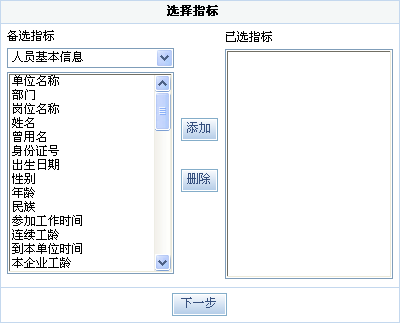 选择指标
备选指标
已选指标
人员基本信息
单位名称
部门
岗位名称
姓名
曾用名
身份证号
出生日期
性别
年龄
民族
参加工作时间
连续工龄
到本单位时间
本企业工龄
添加
删除
下一步